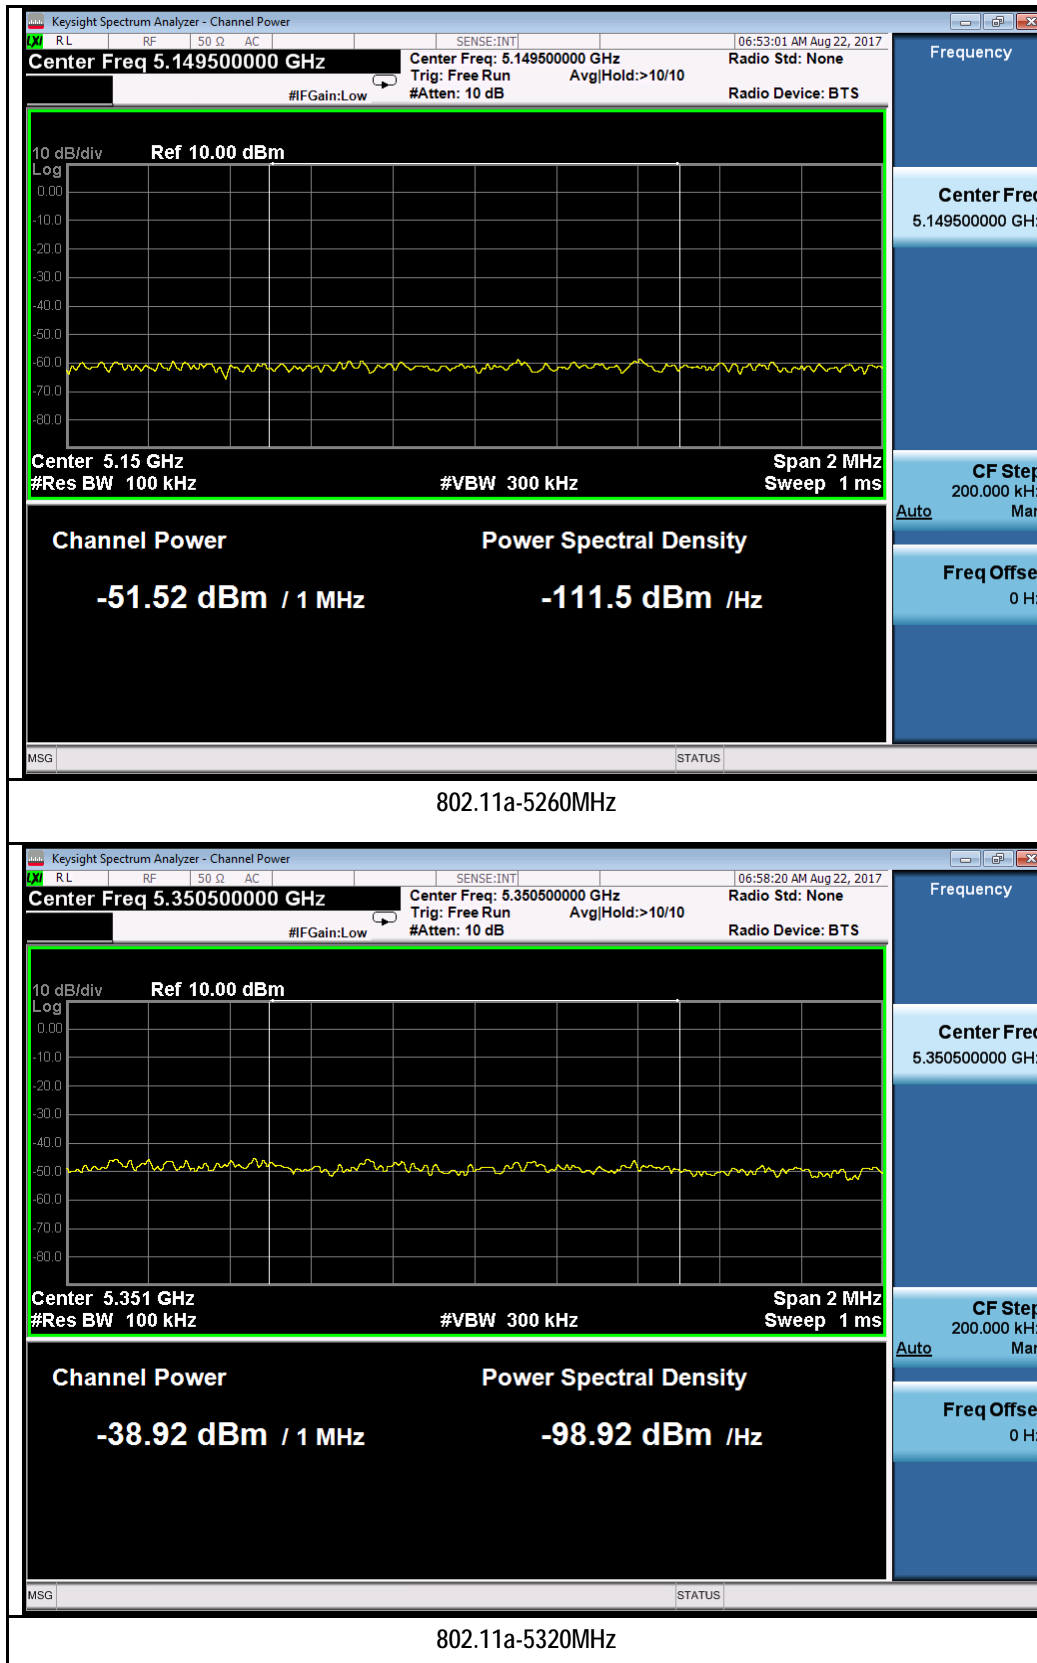 Keysight Spectrum Analyzer - Channel Power
LXI RL RF 50 Ω AC SENSE:INT 06:53:01 AM Aug 22, 2017
Center Freq 5.149500000 GHz
Center Freq: 5.149500000 GHz
Radio Std: None
Trig: Free Run Avg|Hold:>10/10
#IFGain:Low
#Atten: 10 dB
Radio Device: BTS
Frequency
10 dB/div Ref 10.00 dBm
Log
0.00
-10.0
-20.0
-30.0
-40.0
-50.0
-60.0
-70.0
-80.0
Center Freq
5.149500000 GHz
Center 5.15 GHz Span 2 MHz
#Res BW 100 kHz #VBW 300 kHz Sweep 1 ms
CF Step
200.000 kHz
Auto Man
Channel Power Power Spectral Density
-51.52 dBm / 1 MHz -111.5 dBm /Hz
Freq Offse
0 Hz
MSG STATUS
802.11a-5260MHz
Keysight Spectrum Analyzer - Channel Power
LXI RL RF 50 Ω AC SENSE:INT 06:58:20 AM Aug 22, 2017
Center Freq 5.350500000 GHz
Center Freq: 5.350500000 GHz
Radio Std: None
Trig: Free Run Avg|Hold:>10/10
#IFGain:Low
#Atten: 10 dB
Radio Device: BTS
Frequency
10 dB/div Ref 10.00 dBm
Log
0.00
-10.0
-20.0
-30.0
-40.0
-50.0
-60.0
-70.0
-80.0
Center Freq
5.350500000 GHz
Center 5.351 GHz Span 2 MHz
#Res BW 100 kHz #VBW 300 kHz Sweep 1 ms
CF Step
200.000 kHz
Auto Man
Channel Power Power Spectral Density
-38.92 dBm / 1 MHz -98.92 dBm /Hz
Freq Offse
0 Hz
MSG STATUS
802.11a-5320MHz